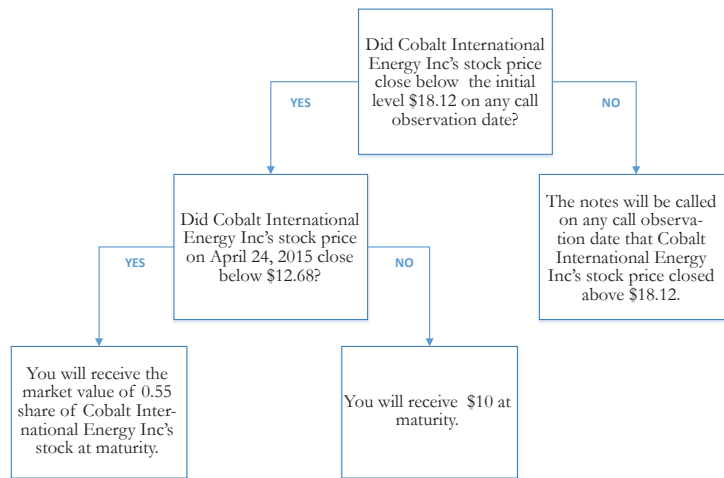 Did Cobalt International
Energy Inc's stock price
close below the initial
level $18.12 on any call
observation date?
YES
NO
Did Cobalt International
Energy Inc's stock price
on April 24, 2015 close
below $12.68?
The notes will be called
on any call observa-
tion date that Cobalt
International Energy
Inc's stock price closed
above $18.12.
YES
NO
You will receive the
market value of 0.55
share of Cobalt Inter-
national Energy Inc's
stock at maturity.
You will receive $10 at
maturity.